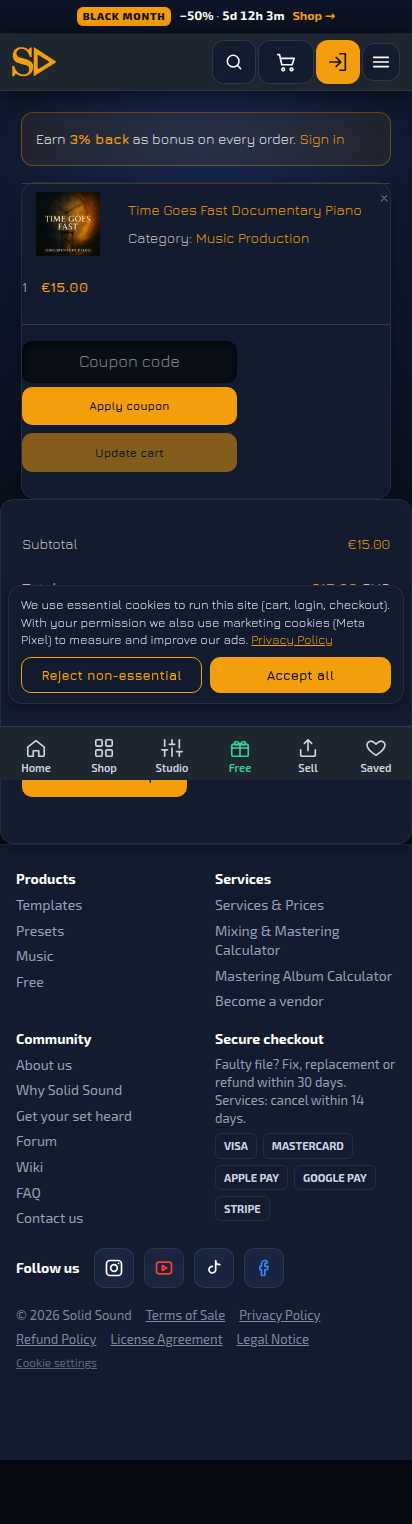 BLACK MONTH −50% · 5d 12h 3m Shop →
SD
Earn 3% back as bonus on every order. Sign in
TIME GOES
FAST
DOCUMENTARY PIANO
Time Goes Fast Documentary Piano ×
Category: Music Production
1 €15.00
Coupon code
Apply coupon
Update cart
Subtotal €15.00
We use essential cookies to run this site (cart, login, checkout).
With your permission we also use marketing cookies (Meta
Pixel) to measure and improve our ads. Privacy Policy
Reject non-essential Accept all
Home Shop Studio Free Sell Saved
Products
Templates
Presets
Music
Free
Services
Services & Prices
Mixing & Mastering
Calculator
Mastering Album Calculator
Become a vendor
Community
About us
Why Solid Sound
Get your set heard
Forum
Wiki
FAQ
Contact us
Secure checkout
Faulty file? Fix, replacement or
refund within 30 days.
Services: cancel within 14
days.
VISA MASTERCARD
APPLE PAY GOOGLE PAY
STRIPE
Follow us
© 2026 Solid Sound Terms of Sale Privacy Policy
Refund Policy License Agreement Legal Notice
Cookie settings